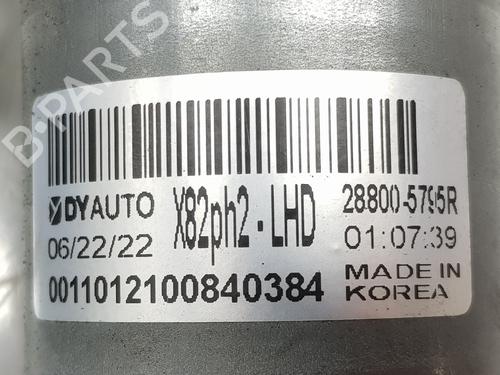 B-PARTS
DYAUTO X82ph2-LHD 28800-5795R
06/22/22 01:07:39
0011012100840384 MADE IN
KOREA